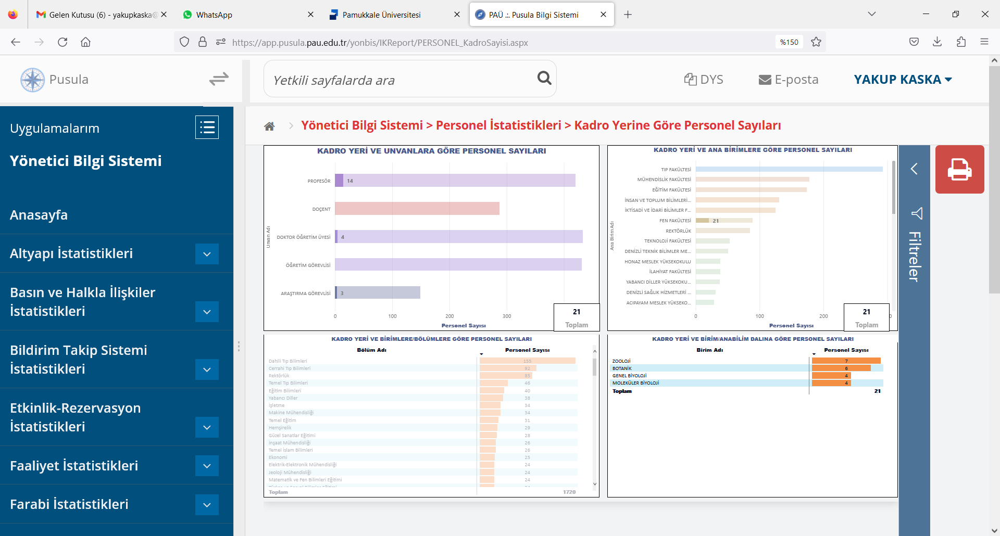 Gelen Kutusu (6) - yakupkaska@
WhatsApp
Pamukkale Üniversitesi
PAÜ .:. Pusula Bilgi Sistemi
https://app.pusula.pau.edu.tr/yonbis/IKReport/PERSONEL_KadroSayisi.aspx
%150
Pusula
Yetkili sayfalarda ara
DYS
E-posta
YAKUP KASKA
Uygulamalarım
Yönetici Bilgi Sistemi
Anasayfa
Altyapı İstatistikleri
Basın ve Halkla İlişkiler
İstatistikleri
Bildirim Takip Sistemi
İstatistikleri
Etkinlik-Rezervasyon
İstatistikleri
Faaliyet İstatistikleri
Farabi İstatistikleri
Yönetici Bilgi Sistemi > Personel İstatistikleri > Kadro Yerine Göre Personel Sayıları
KADRO YERİ VE UNVANLARA GÖRE PERSONEL SAYILARI
Unvan Adı
PROFESÖR 14
DOÇENT
DOKTOR ÖĞRETİM ÜYESİ 4
ÖĞRETİM GÖREVLİSİ
ARAŞTIRMA GÖREVLİSİ 3
0 100 200 300
Personel Sayısı
21
Toplam
KADRO YERİ VE ANA BİRİMLERE GÖRE PERSONEL SAYILARI
Ana Birim Adı
TIP FAKÜLTESİ
MÜHENDİSLİK FAKÜLTESİ
EĞİTİM FAKÜLTESİ
İNSAN VE TOPLUM BİLİMLERİ...
İKTİSADİ VE İDARİ BİLİMLER F...
FEN FAKÜLTESİ 21
REKTÖRLÜK
TEKNOLOJİ FAKÜLTESİ
DENİZLİ TEKNİK BİLİMLER ME...
HONAZ MESLEK YÜKSEKOKULU
İLAHİYAT FAKÜLTESİ
YABANCI DİLLER YÜKSEKOKU...
DENİZLİ SAĞLIK HİZMETLERİ ...
ACIPAYAM MESLEK YÜKSEKO...
0 100 200 0
Personel Sayısı
21
Toplam
Filtreler
KADRO YERİ VE BİRİMLERE/BÖLÜMLERE GÖRE PERSONEL SAYILARI
Bölüm Adı Personel Sayısı
Dahili Tıp Bilimleri 155
Cerrahi Tıp Bilimleri 92
Rektörlük 85
Temel Tıp Bilimleri 46
Eğitim Bilimleri 40
Yabancı Diller 38
İşletme 34
Makine Mühendisliği 34
Temel Eğitim 31
Hemşirelik 29
Güzel Sanatlar Eğitimi 28
İnşaat Mühendisliği 26
Temel İslam Bilimleri 26
Ekonomi 25
Elektrik-Elektronik Mühendisliği 24
Jeoloji Mühendisliği 24
Matematik ve Fen Bilimleri Eğitimi 24
Toplam 1720
KADRO YERİ VE BİRİM/ANABİLİM DALINA GÖRE PERSONEL SAYILARI
Birim Adı Personel Sayısı
ZOOLOJİ 7
BOTANİK 6
GENEL BİYOLOJİ 4
MOLEKÜLER BİYOLOJİ 4
Toplam 21